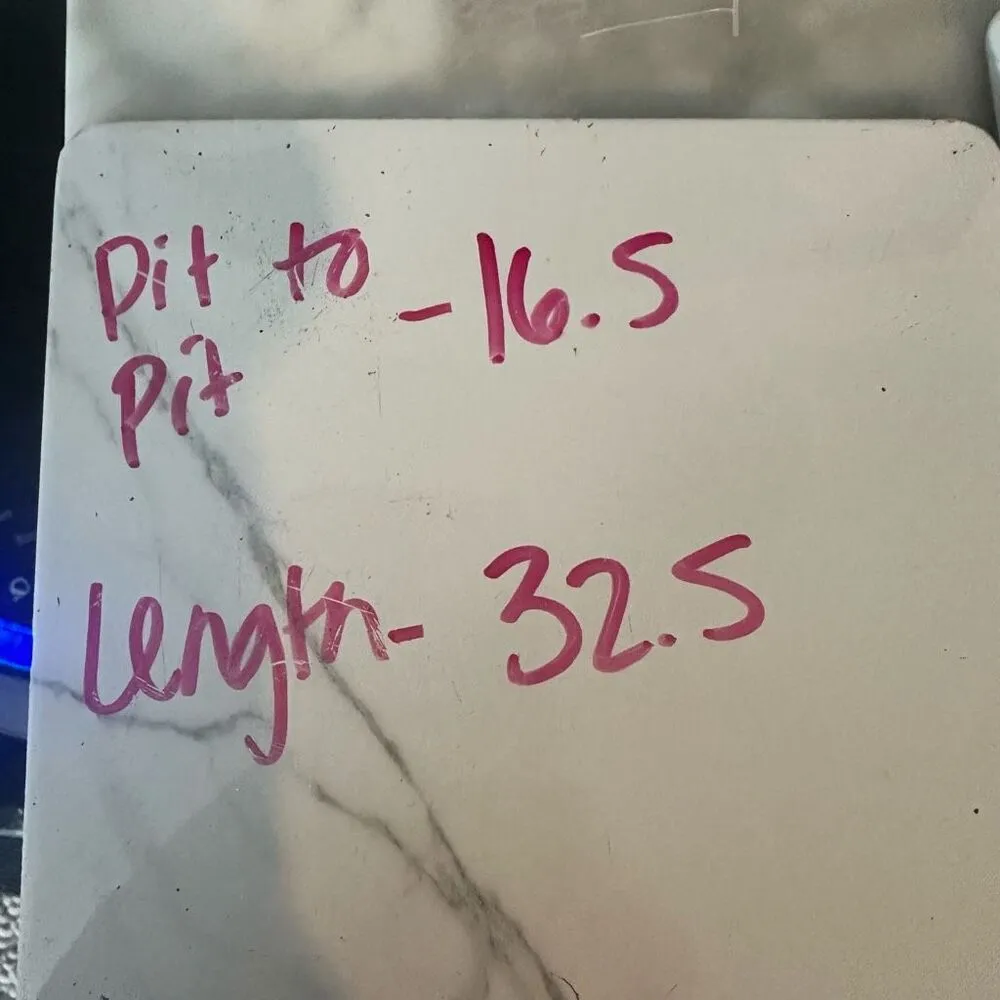 Pit to - 16.5
Pit
Length - 32.5